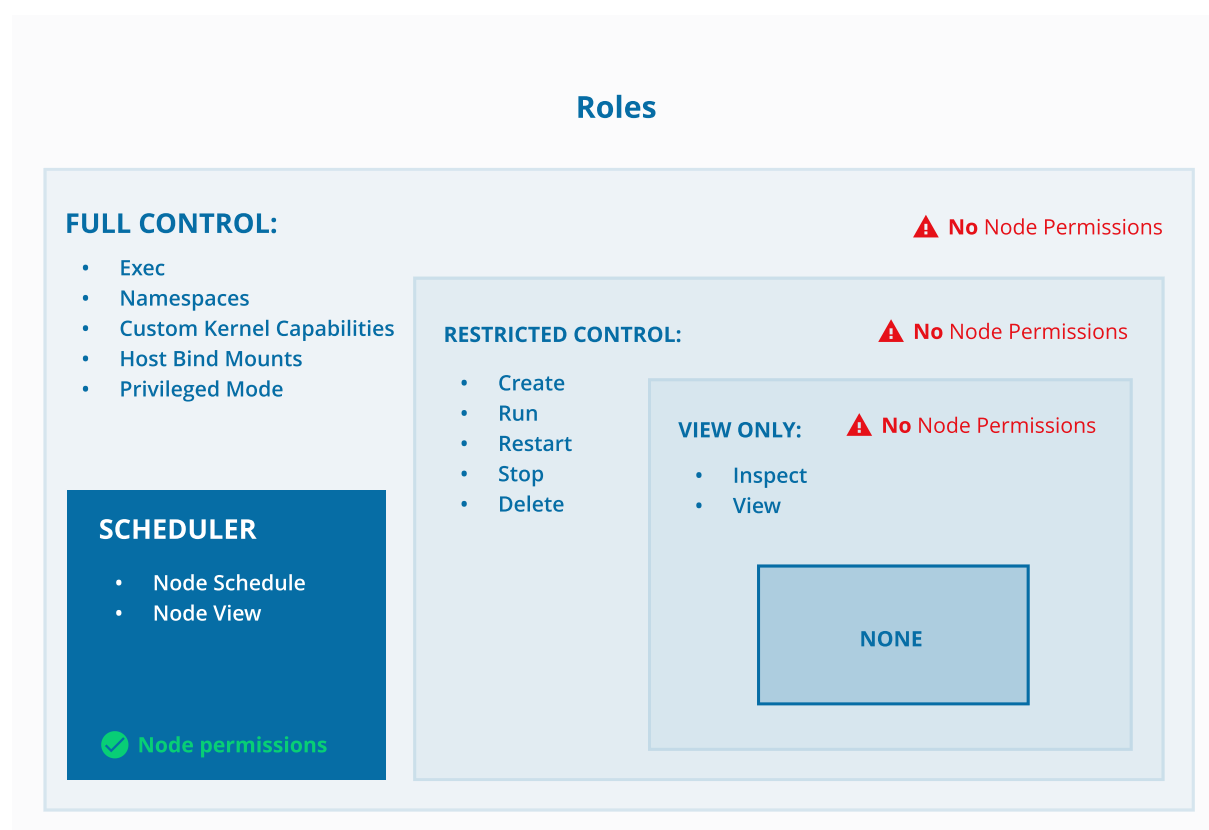 Roles
FULL CONTROL:
No Node Permissions
• Exec
• Namespaces
• Custom Kernel Capabilities
• Host Bind Mounts
• Privileged Mode
RESTRICTED CONTROL:
No Node Permissions
• Create
• Run
• Restart
• Stop
• Delete
VIEW ONLY:
No Node Permissions
• Inspect
• View
NONE
SCHEDULER
• Node Schedule
• Node View
Node permissions